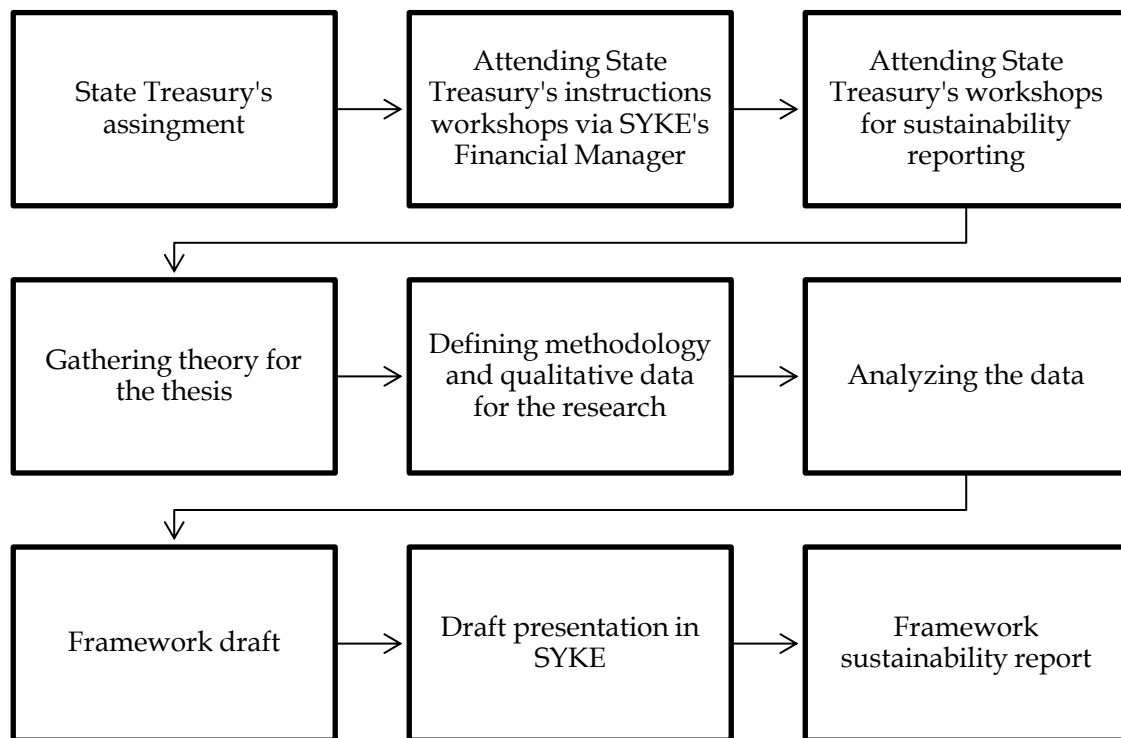 State Treasury's
assingment
Attending State
Treasury's instructions
workshops via SYKE's
Financial Manager
Attending State
Treasury's workshops
for sustainability
reporting
Gathering theory for
the thesis
Defining methodology
and qualitative data
for the research
Analyzing the data
Framework draft
Draft presentation in
SYKE
Framework
sustainability report